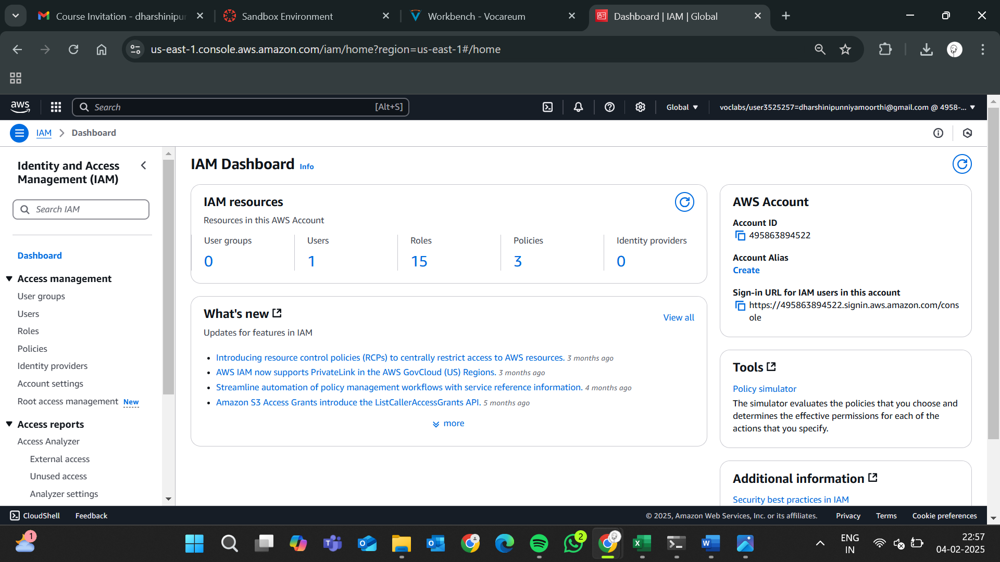 Course Invitation - dharshinipur
Sandbox Environment
Workbench - Vocareum
Dashboard | IAM | Global
us-east-1.console.aws.amazon.com/iam/home?region=us-east-1#/home
aws
Search
[Alt+S]
Global
voclabs/user3525257=dharshinipunniyamoorthi@gmail.com @ 4958-...
IAM > Dashboard
Identity and Access
Management (IAM)
Search IAM
Dashboard
Access management
User groups
Users
Roles
Policies
Identity providers
Account settings
Root access management New
Access reports
Access Analyzer
External access
Unused access
Analyzer settings
IAM Dashboard Info
IAM resources
Resources in this AWS Account
User groups
0
Users
1
Roles
15
Policies
3
Identity providers
0
What's new
View all
Updates for features in IAM
• Introducing resource control policies (RCPs) to centrally restrict access to AWS resources. 3 months ago
• AWS IAM now supports PrivateLink in the AWS GovCloud (US) Regions. 3 months ago
• Streamline automation of policy management workflows with service reference information. 4 months ago
• Amazon S3 Access Grants introduce the ListCallerAccessGrants API. 5 months ago
more
AWS Account
Account ID
495863894522
Account Alias
Create
Sign-in URL for IAM users in this account
https://495863894522.signin.aws.amazon.com/cons
ole
Tools
Policy simulator
The simulator evaluates the policies that you choose and
determines the effective permissions for each of the
actions that you specify.
Additional information
Security best practices in IAM
CloudShell
Feedback
© 2025, Amazon Web Services, Inc. or its affiliates.
Privacy
Terms
Cookie preferences
1
2
ENG
IN
22:57
04-02-2025